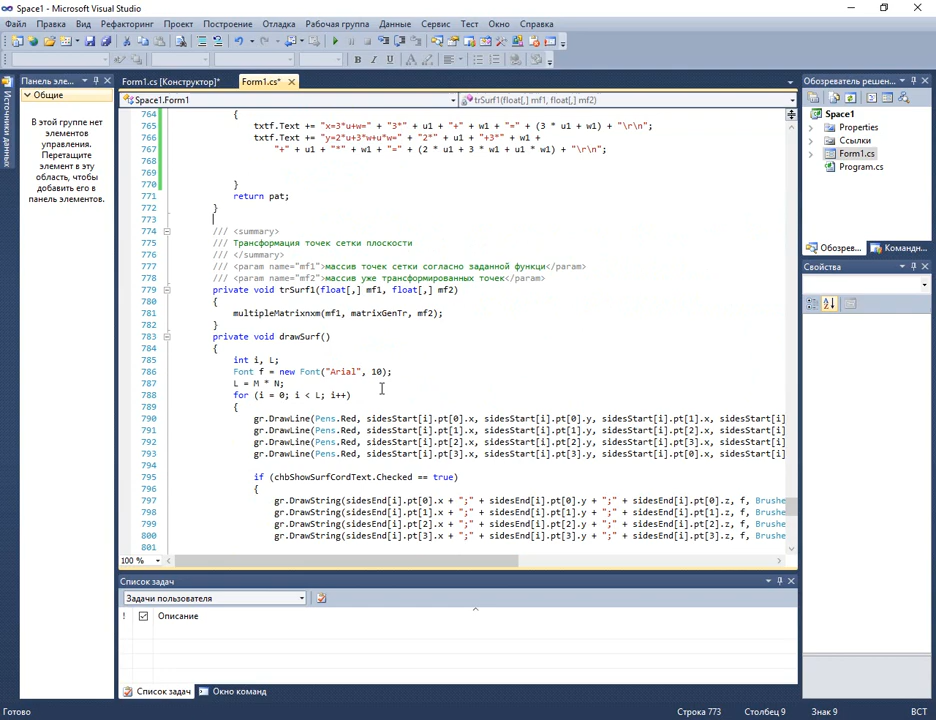 Space1 - Microsoft Visual Studio
Файл Правка Вид Рефакторинг Проект Построение Отладка Рабочая группа Данные Сервис Тест Окно Справка
Панель элем
Общие
В этой группе нет
элементов
управления.
Перетащите
элемент в эту
область, чтобы
добавить его в
панель элементов.
Источники данных
Form1.cs [Конструктор]* Form1.cs*
Space1.Form1 trSurf1(float[,] mf1, float[,] mf2)
764 {
765 txtf.Text += "x=3*u+w=" + "3*" + u1 + "+" + w1 + "=" + (3 * u1 + w1) + "\r\n";
766 txtf.Text += "y=2*u+3*w+u*w=" + "2*" + u1 + "+3*" + w1 +
767 "+" + u1 + "*" + w1 + "=" + (2 * u1 + 3 * w1 + u1 * w1) + "\r\n";
768
769
770 }
771 return pat;
772 }
773
774 /// <summary>
775 /// Трансформация точек сетки плоскости
776 /// </summary>
777 /// <param name="mf1">массив точек сетки согласно заданной функци</param>
778 /// <param name="mf2">массив уже трансформированных точек</param>
779 private void trSurf1(float[,] mf1, float[,] mf2)
780 {
781 multipleMatrixnxm(mf1, matrixGenTr, mf2);
782 }
783 private void drawSurf()
784 {
785 int i, L;
786 Font f = new Font("Arial", 10);
787 L = M * N;
788 for (i = 0; i < L; i++)
789 {
790 gr.DrawLine(Pens.Red, sidesStart[i].pt[0].x, sidesStart[i].pt[0].y, sidesStart[i].pt[1].x, sidesStart[i]
791 gr.DrawLine(Pens.Red, sidesStart[i].pt[1].x, sidesStart[i].pt[1].y, sidesStart[i].pt[2].x, sidesStart[i]
792 gr.DrawLine(Pens.Red, sidesStart[i].pt[2].x, sidesStart[i].pt[2].y, sidesStart[i].pt[3].x, sidesStart[i]
793 gr.DrawLine(Pens.Red, sidesStart[i].pt[3].x, sidesStart[i].pt[3].y, sidesStart[i].pt[0].x, sidesStart[i]
794
795 if (chbShowSurfCordText.Checked == true)
796 {
797 gr.DrawString(sidesEnd[i].pt[0].x + ";" + sidesEnd[i].pt[0].y + ";" + sidesEnd[i].pt[0].z, f, Brushe
798 gr.DrawString(sidesEnd[i].pt[1].x + ";" + sidesEnd[i].pt[1].y + ";" + sidesEnd[i].pt[1].z, f, Brushe
799 gr.DrawString(sidesEnd[i].pt[2].x + ";" + sidesEnd[i].pt[2].y + ";" + sidesEnd[i].pt[2].z, f, Brushe
800 gr.DrawString(sidesEnd[i].pt[3].x + ";" + sidesEnd[i].pt[3].y + ";" + sidesEnd[i].pt[3].z, f, Brushe
801
100 %
Список задач
Задачи пользователя
! Описание
Список задач Окно команд
Обозреватель решен...
Space1
Properties
Ссылки
Form1.cs
Program.cs
Обозрев... Командн...
Свойства
Готово Строка 773 Столбец 9 Знак 9 ВСТ